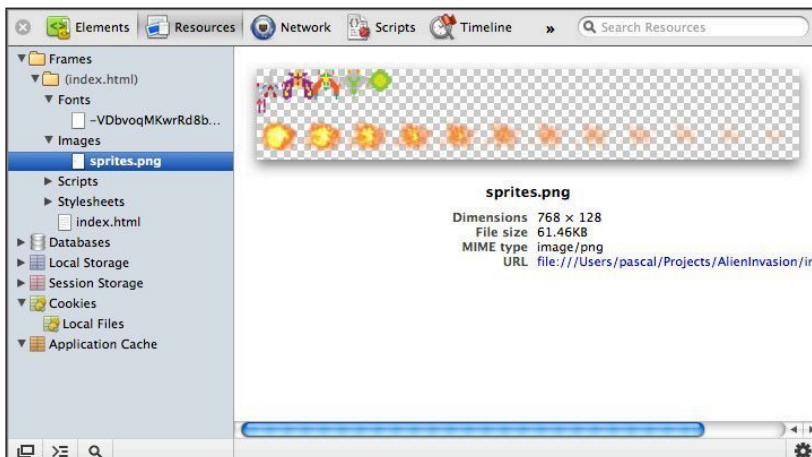 Elements Resources Network Scripts Timeline » Search Resources
Frames
(index.html)
Fonts
-VDbvoqMKwrRd8b...
Images
sprites.png
Scripts
Stylesheets
index.html
Databases
Local Storage
Session Storage
Cookies
Local Files
Application Cache
sprites.png
Dimensions 768 × 128
File size 61.46KB
MIME type image/png
URL file:///Users/pascal/Projects/AlienInvasion/ir